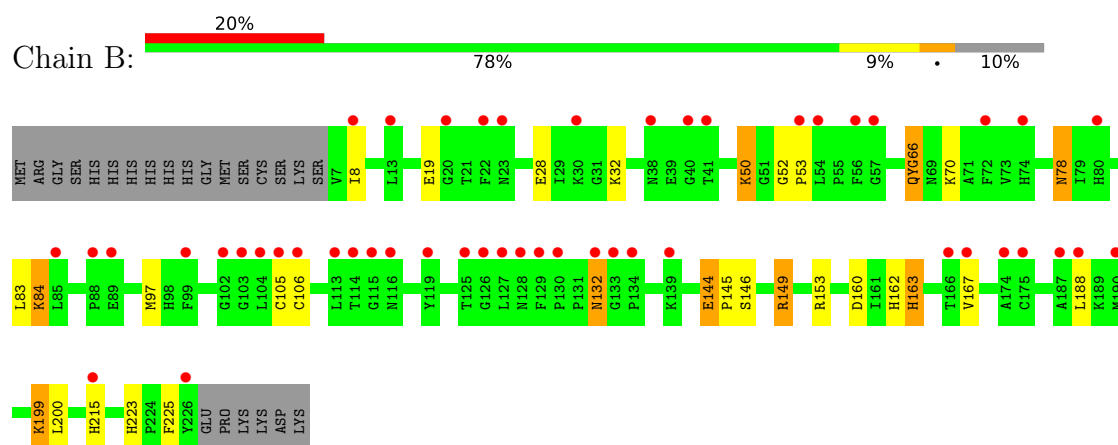 20%
Chain B:
78% 9% • 10%
MET ARG GLY SER HIS HIS HIS HIS HIS HIS GLY MET SER CYS SER LYS SER V7 I8 L13 E19 G20 T21 F22 N23 E28 I29 K30 G31 K32 N38 E39 G40 T41 K50 G51 G52 P53 L54 P55 F56 G57 QYG66 N69 K70 A71 F72 V73 H74 N78 I79 H80
L83 K84 L85 P88 E89 M97 H98 F99 G102 G103 L104 C105 C106 L113 T114 G115 N116 Y119 T125 G126 L127 N128 F129 P130 P131 N132 G133 P134 K139 E144 P145 S146 R149 R153 D160 I161 H162 H163 T166 V167 A174 C175 A187 L188 K189 M190
K199 L200 H215 H223 P224 F225 Y226 GLU PRO LYS LYS ASP LYS